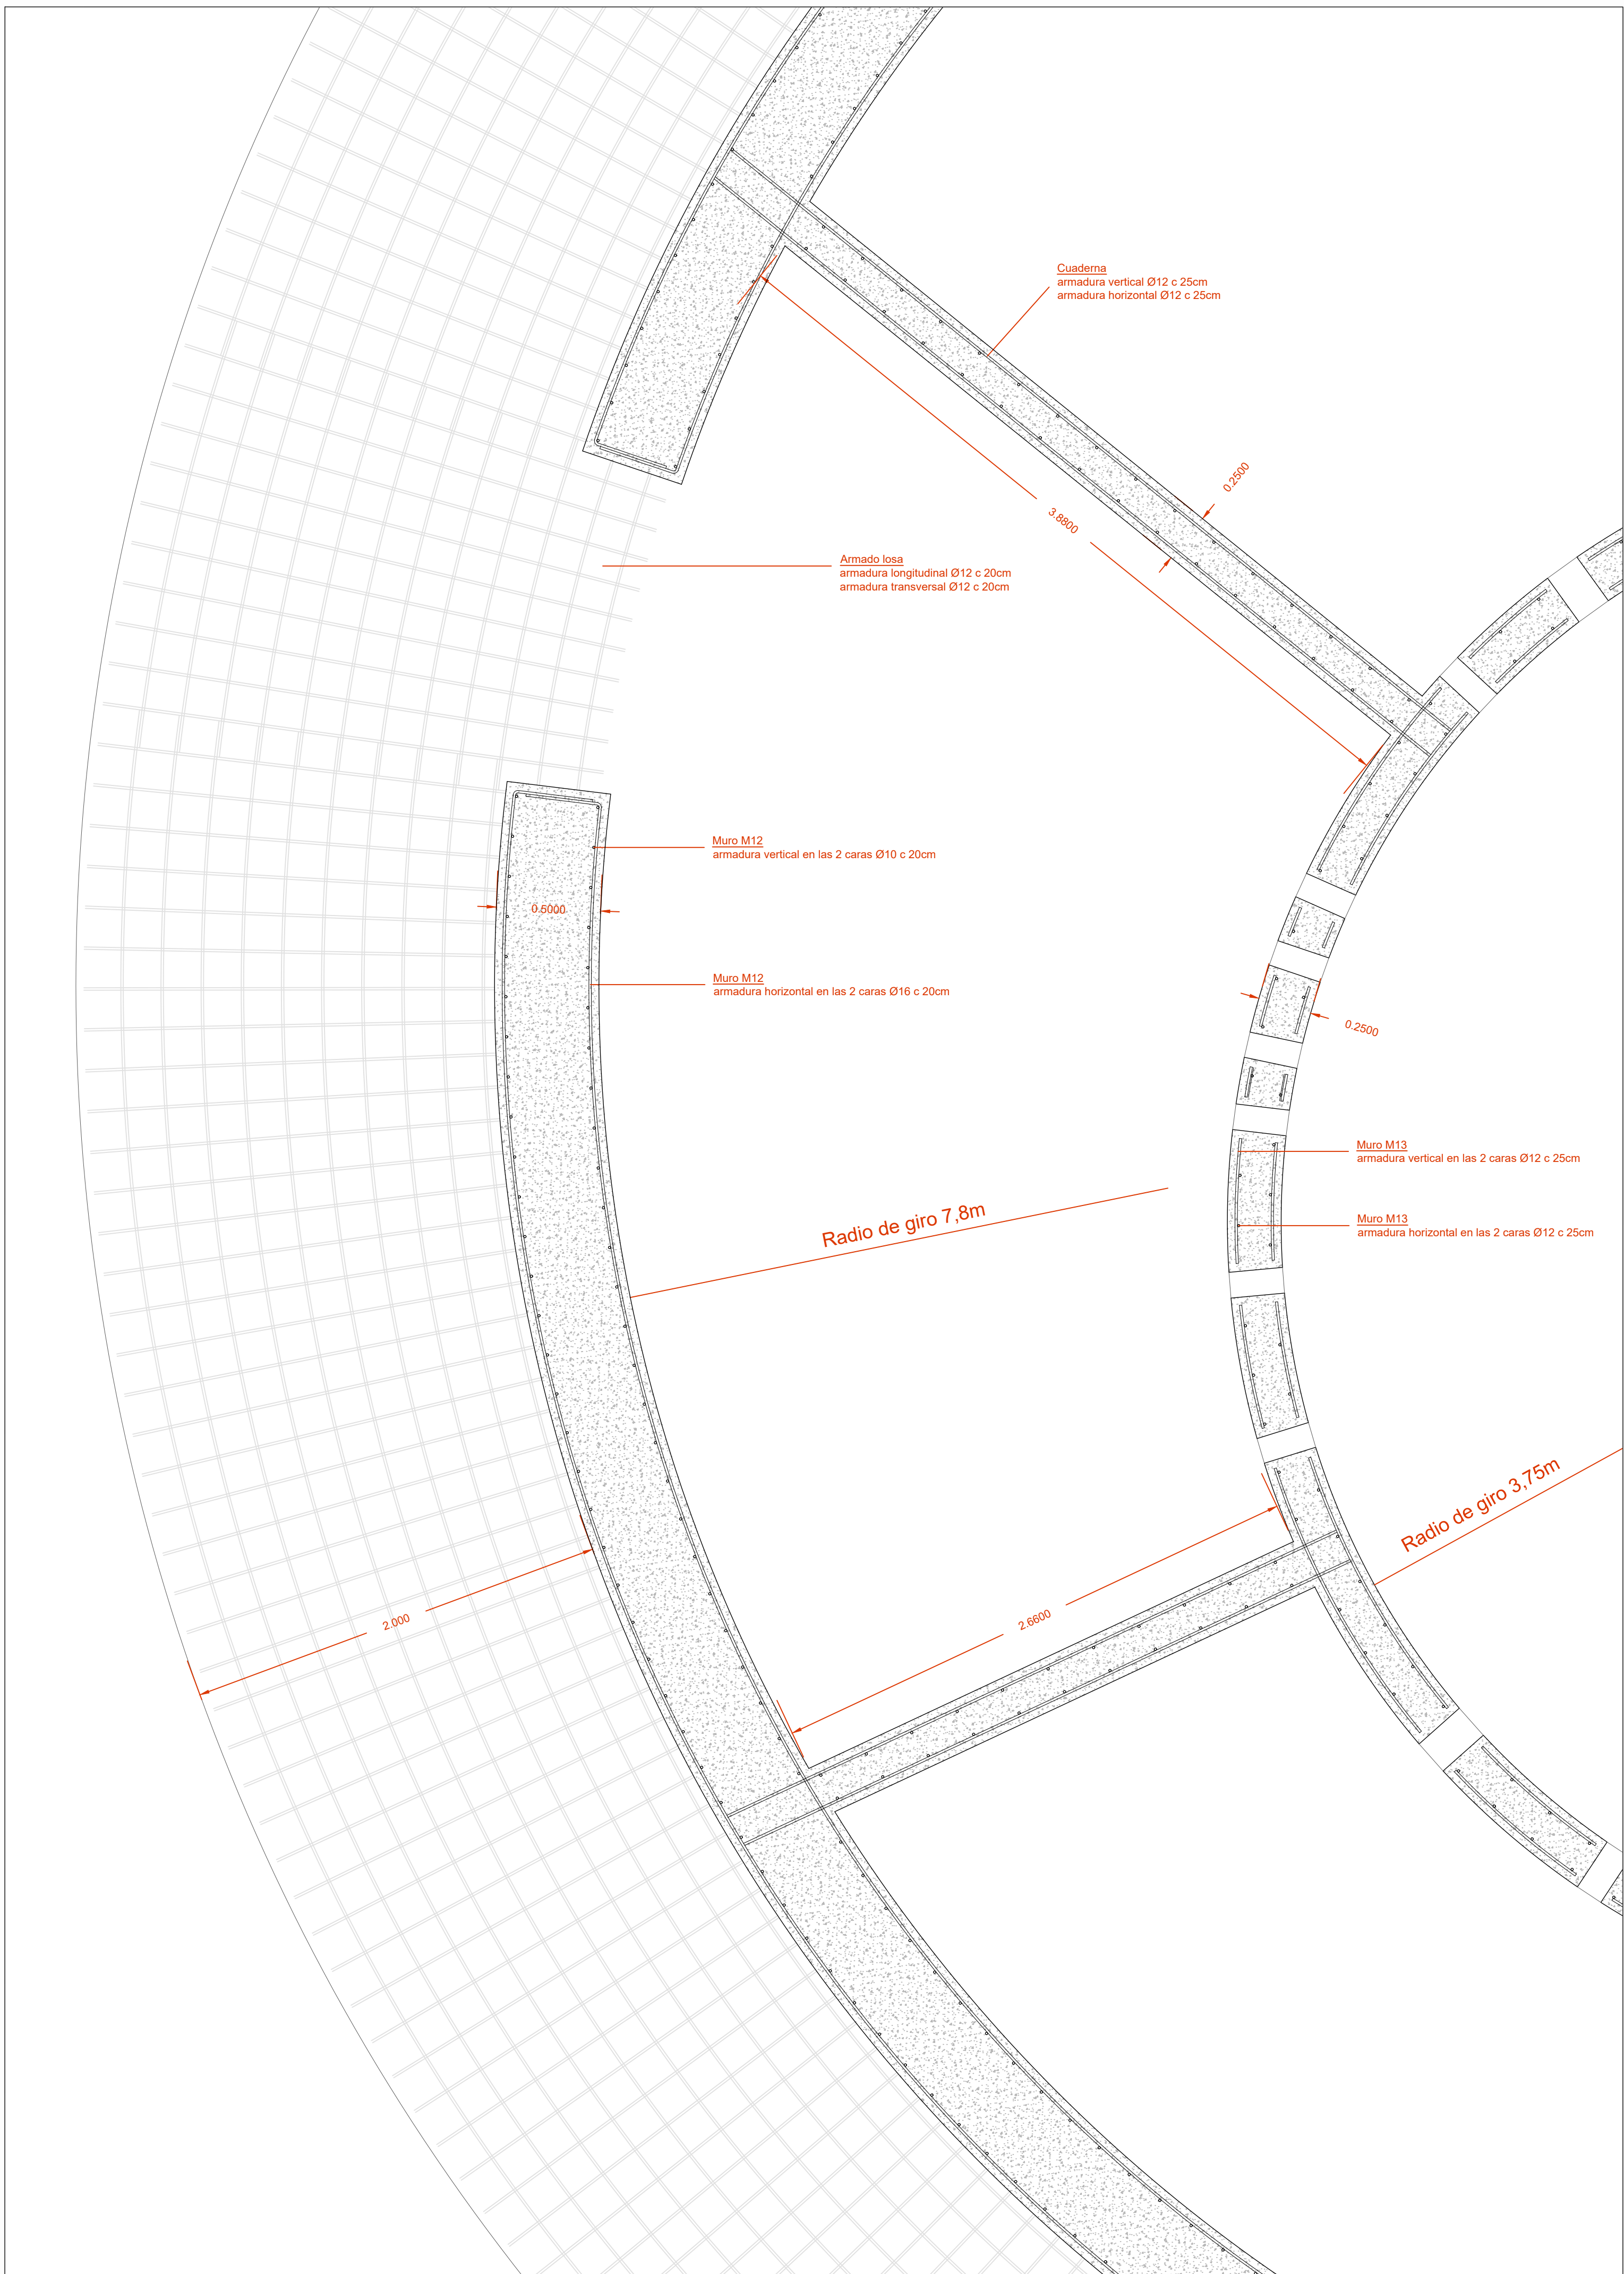 Cuaderna
armadura vertical Ø12 c 25cm
armadura horizontal Ø12 c 25cm
0.2500
3.8800
Armado losa
armadura longitudinal Ø12 c 20cm
armadura transversal Ø12 c 20cm
Muro M12
armadura vertical en las 2 caras Ø10 c 20cm
0.5000
Muro M12
armadura horizontal en las 2 caras Ø16 c 20cm
0.2500
Muro M13
armadura vertical en las 2 caras Ø12 c 25cm
Radio de giro 7,8m
Muro M13
armadura horizontal en las 2 caras Ø12 c 25cm
Radio de giro 3,75m
2.000
2.6600